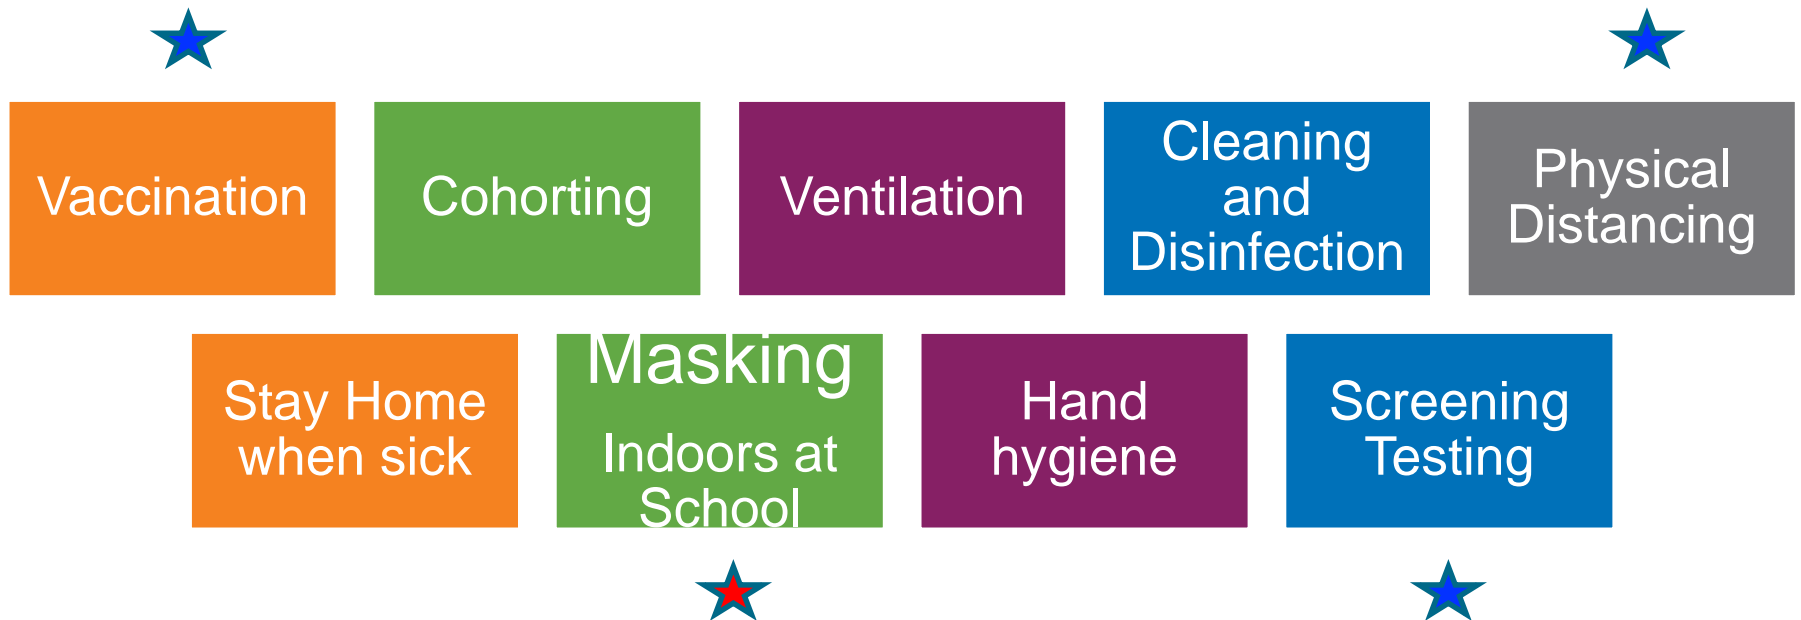 Vaccination
Cohorting
Ventilation
Cleaning
and
Disinfection
Physical
Distancing
Stay Home
when sick
Masking
Indoors at
School
Hand
hygiene
Screening
Testing